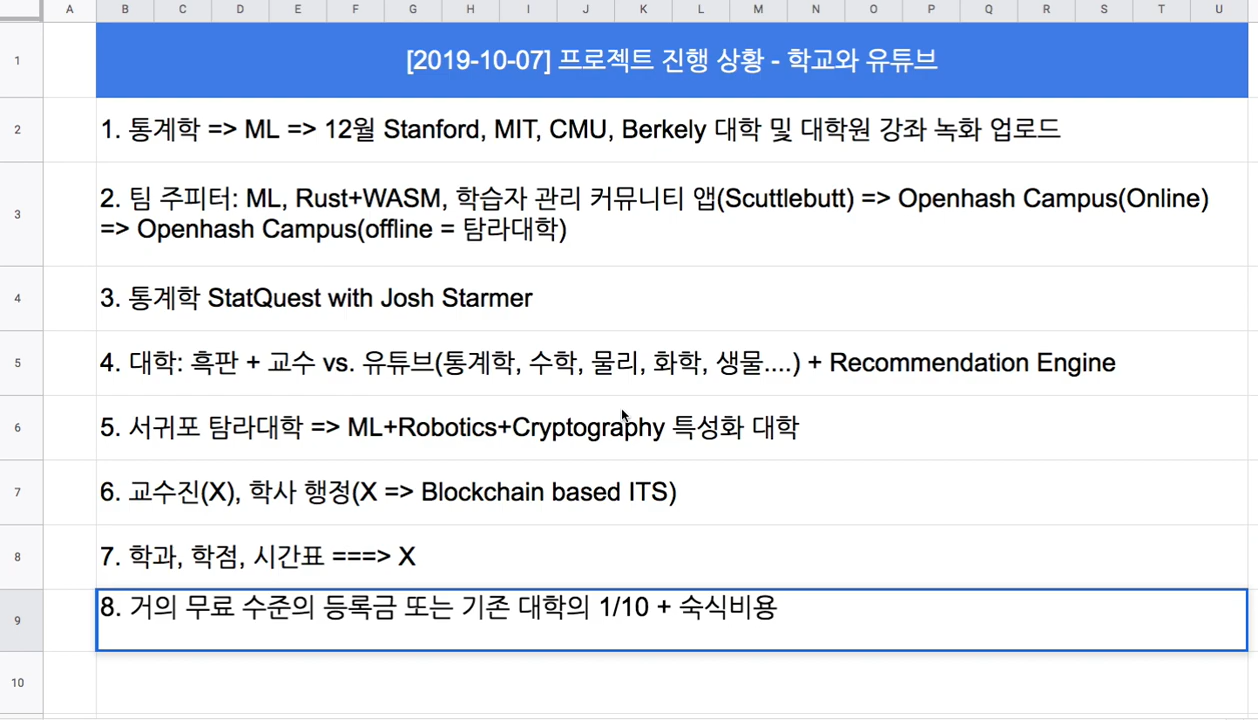 A B C D E F G H I J K L M N O P Q R S T U
1 [2019-10-07] 프로젝트 진행 상황 - 학교와 유튜브
2 1. 통계학 => ML => 12월 Stanford, MIT, CMU, Berkely 대학 및 대학원 강좌 녹화 업로드
3 2. 팀 주피터: ML, Rust+WASM, 학습자 관리 커뮤니티 앱(Scuttlebutt) => Openhash Campus(Online)
=> Openhash Campus(offline = 탐라대학)
4 3. 통계학 StatQuest with Josh Starmer
5 4. 대학: 흑판 + 교수 vs. 유튜브(통계학, 수학, 물리, 화학, 생물....) + Recommendation Engine
6 5. 서귀포 탐라대학 => ML+Robotics+Cryptography 특성화 대학
7 6. 교수진(X), 학사 행정(X => Blockchain based ITS)
8 7. 학과, 학점, 시간표 ===> X
9 8. 거의 무료 수준의 등록금 또는 기존 대학의 1/10 + 숙식비용
10